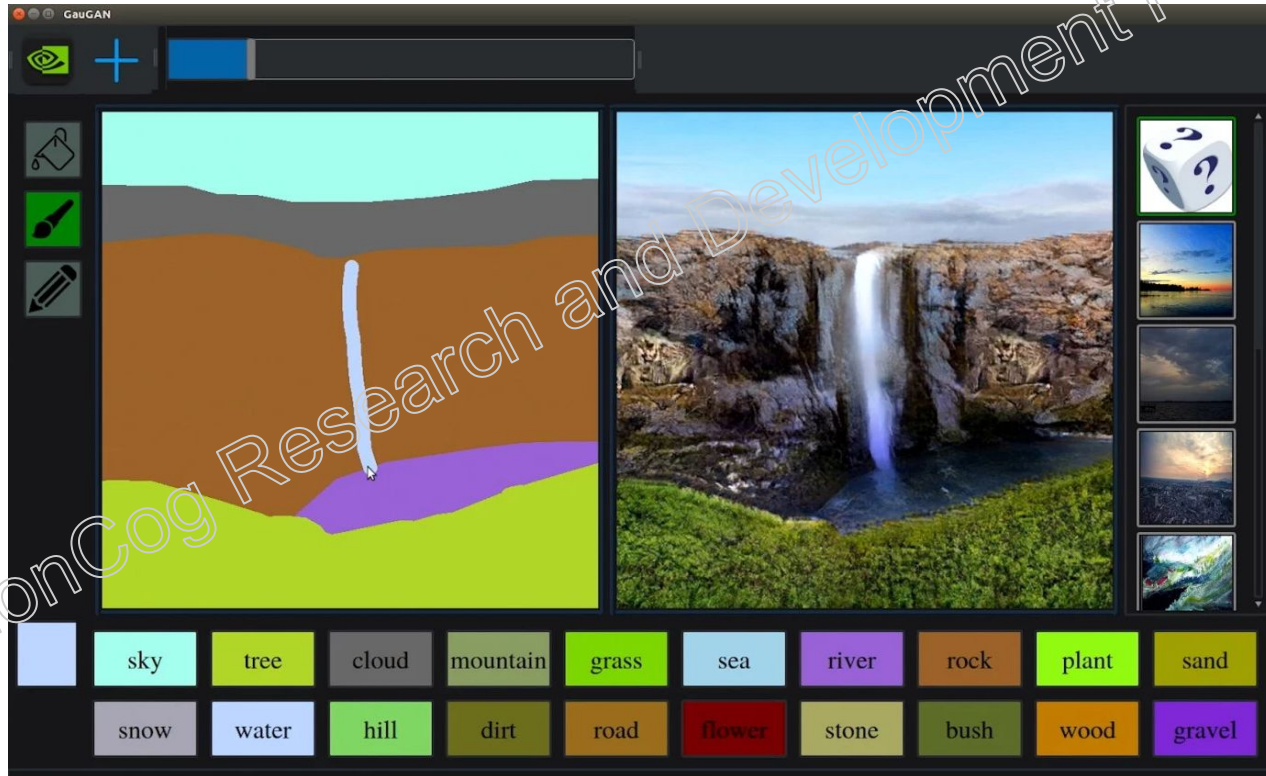 GauGAN
onCog Research and Development
sky tree cloud mountain grass sea river rock plant sand
snow water hill dirt road flower stone bush wood gravel